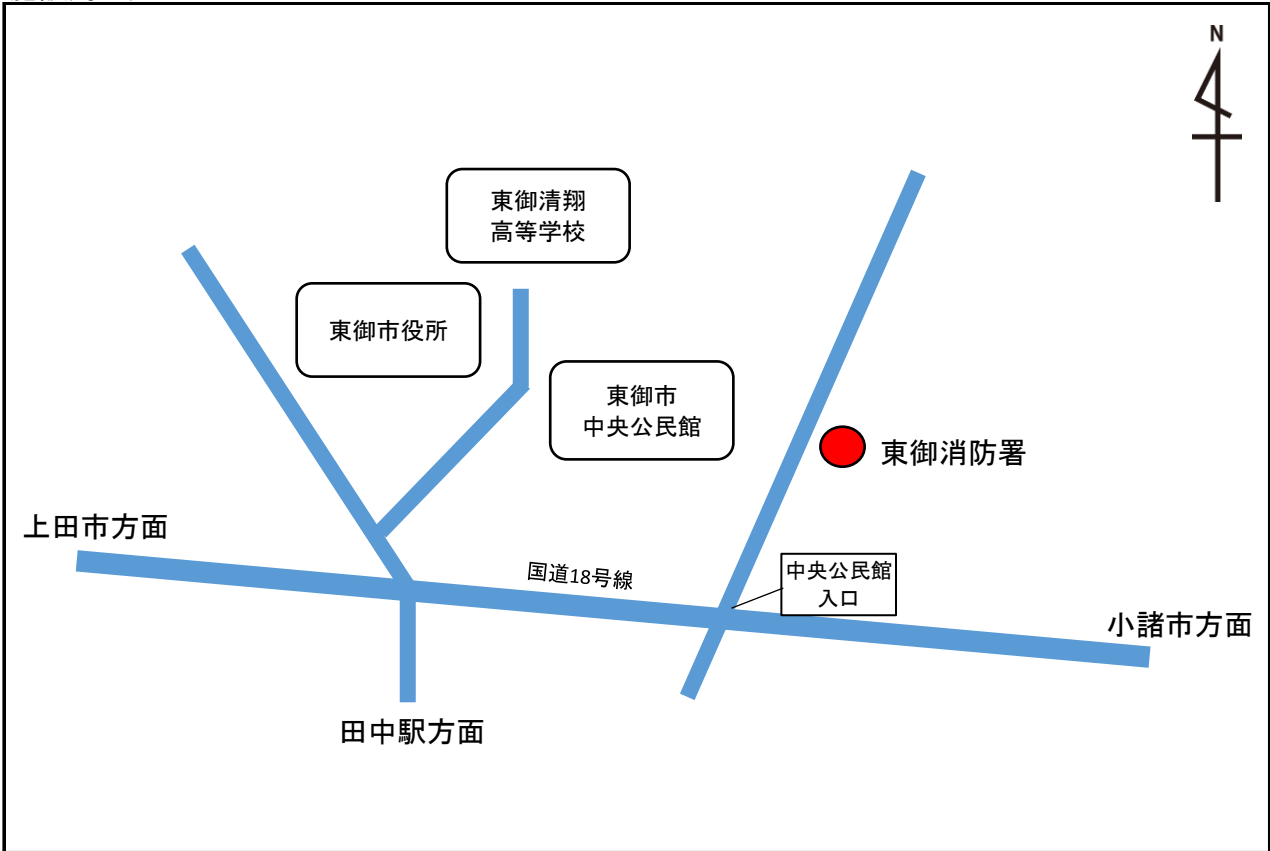 N
東御清翔
高等学校
東御市役所
東御市
中央公民館
東御消防署
上田市方面
国道18号線
中央公民館
入口
小諸市方面
田中駅方面